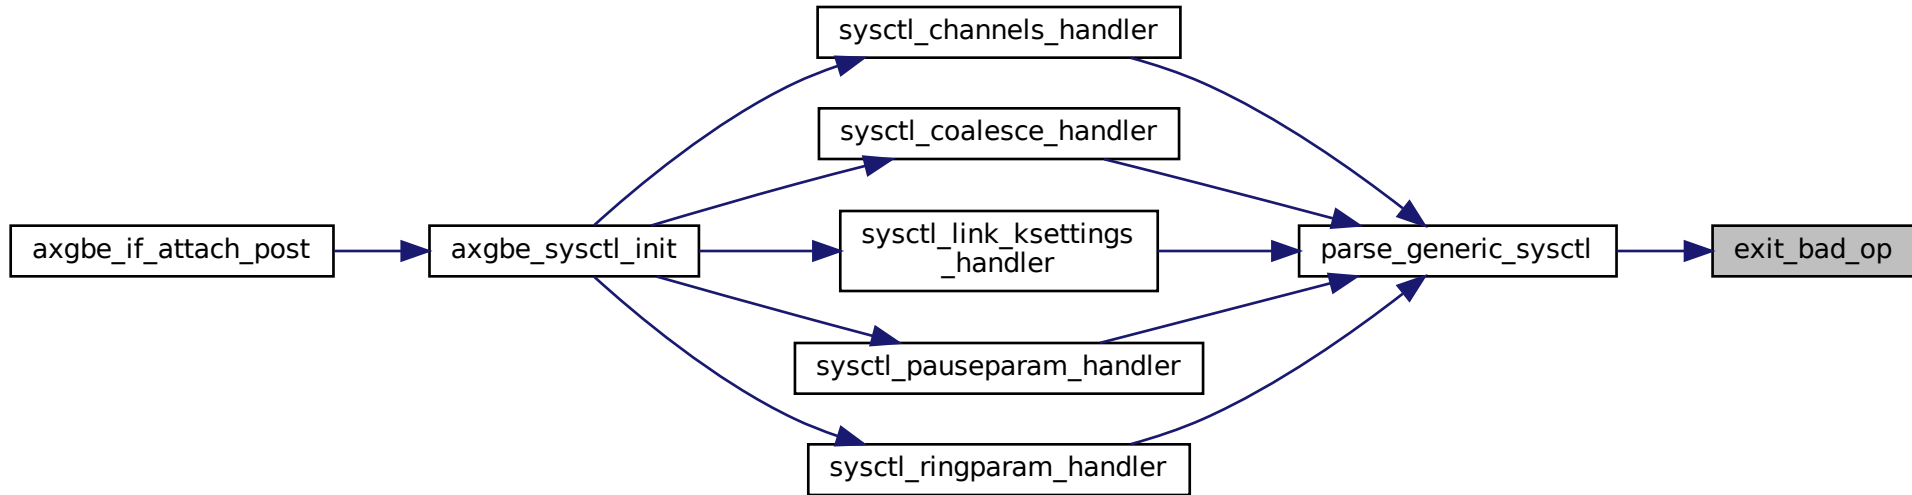 sysctl_channels_handler
sysctl_coalesce_handler
axgbe_if_attach_post
axgbe_sysctl_init
sysctl_link_ksettings
_handler
parse_generic_sysctl
exit_bad_op
sysctl_pauseparam_handler
sysctl_ringparam_handler